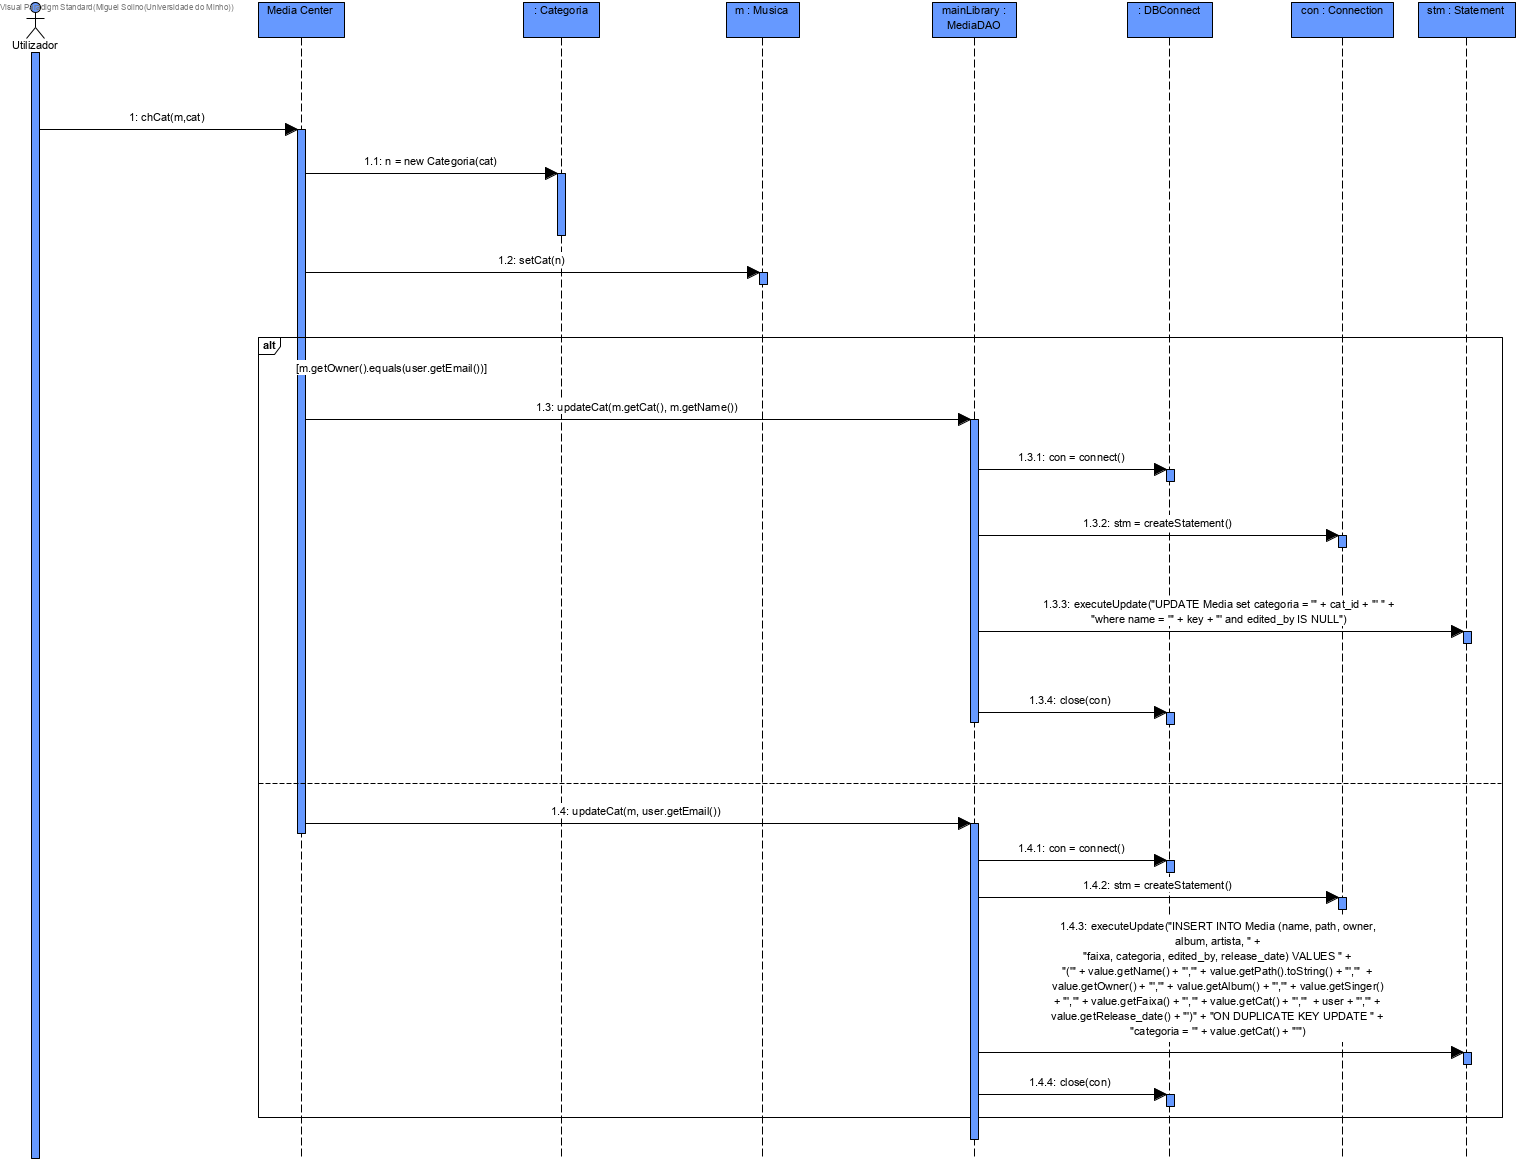 Visual Paradigm Standard(Miguel Solino(Universidade do Minho))
Utilizador
Media Center
: Categoria
m : Musica
mainLibrary :
MediaDAO
: DBConnect
con : Connection
stm : Statement
1: chCat(m,cat)
1.1: n = new Categoria(cat)
1.2: setCat(n)
alt
[m.getOwner().equals(user.getEmail())]
1.3: updateCat(m.getCat(), m.getName())
1.3.1: con = connect()
1.3.2: stm = createStatement()
1.3.3: executeUpdate("UPDATE Media set categoria = '" + cat_id + "' " +
"where name = '" + key + "' and edited_by IS NULL")
1.3.4: close(con)
1.4: updateCat(m, user.getEmail())
1.4.1: con = connect()
1.4.2: stm = createStatement()
1.4.3: executeUpdate("INSERT INTO Media (name, path, owner,
album, artista, " +
"faixa, categoria, edited_by, release_date) VALUES " +
"('" + value.getName() + "','" + value.getPath().toString() + "','" +
value.getOwner() + "','" + value.getAlbum() + "','" + value.getSinger()
+ "','" + value.getFaixa() + "','" + value.getCat() + "','" + user + "','" +
value.getRelease_date() + "')" + "ON DUPLICATE KEY UPDATE " +
"categoria = '" + value.getCat() + "'")
1.4.4: close(con)